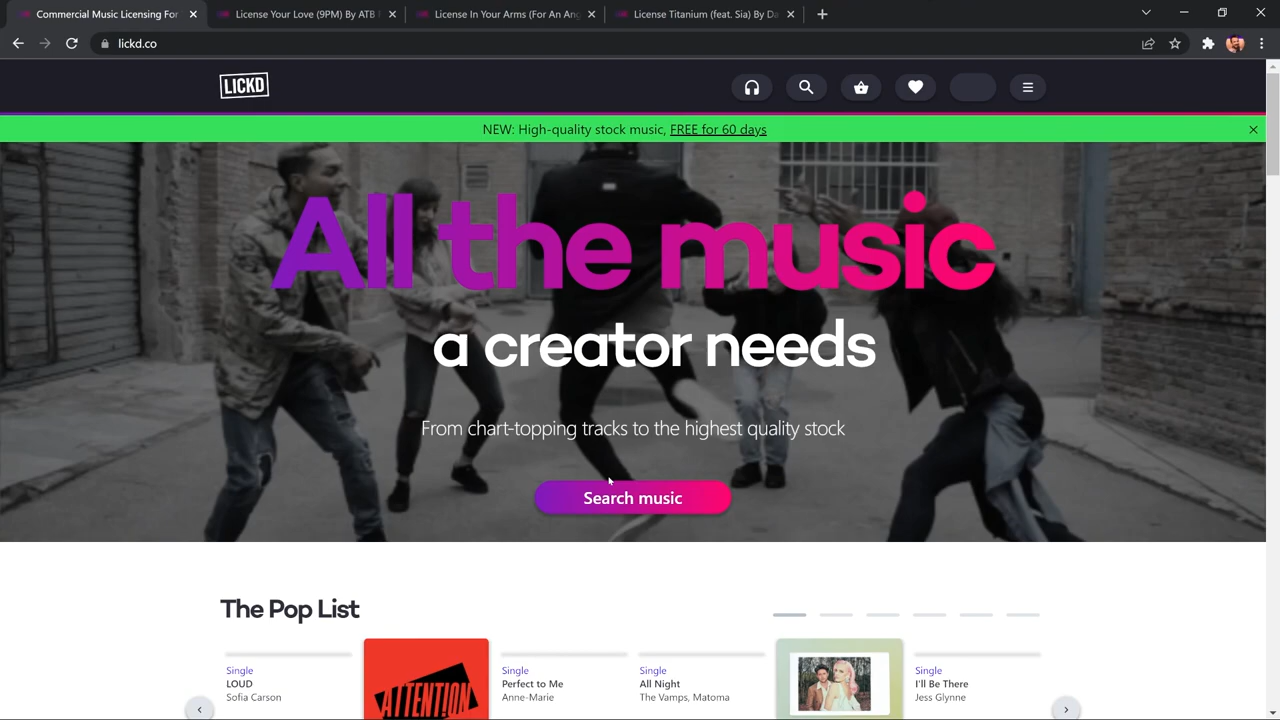 Commercial Music Licensing For
License Your Love (9PM) By ATB
License In Your Arms (For An Ang
License Titanium (feat. Sia) By Da
lickd.co
LICKD
NEW: High-quality stock music, FREE for 60 days
All the music
a creator needs
From chart-topping tracks to the highest quality stock
Search music
The Pop List
ATTENTION
Single
LOUD
Sofia Carson
Single
Perfect to Me
Anne-Marie
Single
All Night
The Vamps, Matoma
Single
I'll Be There
Jess Glynne